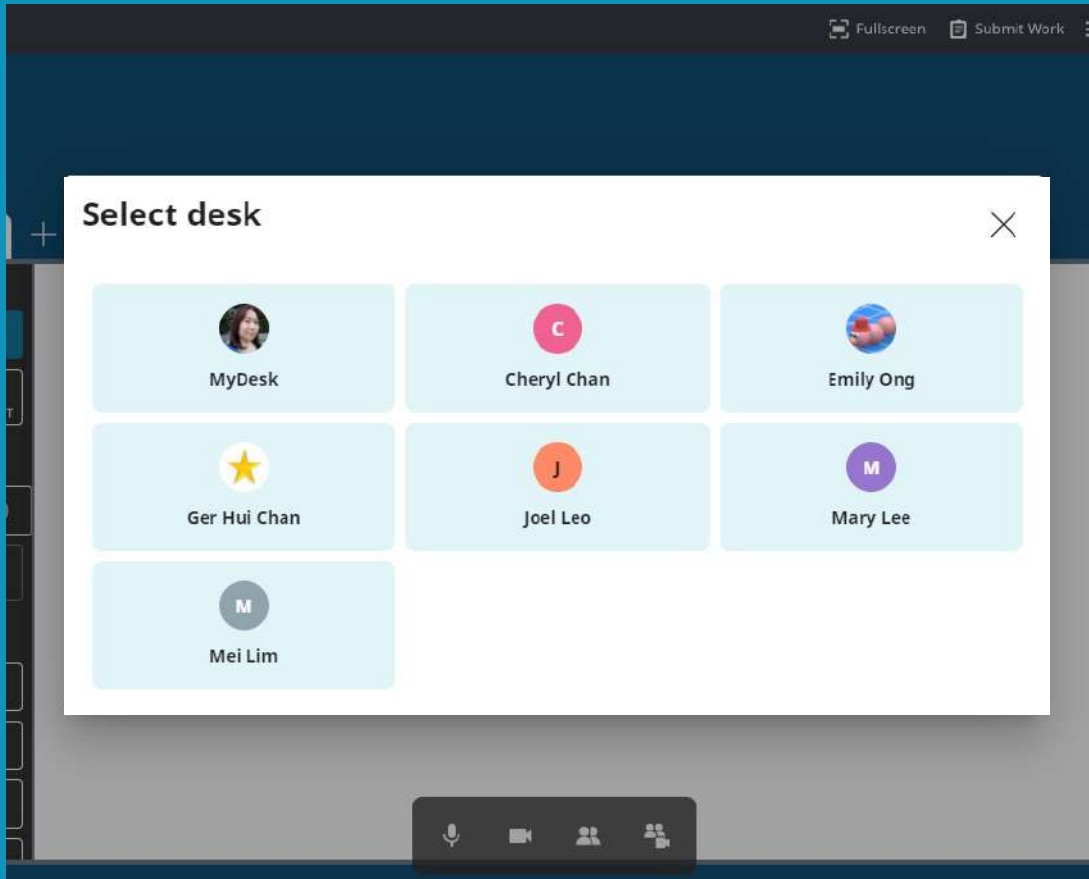 Fullscreen Submit Work
Select desk
MyDesk
Cheryl Chan
Emily Ong
Ger Hui Chan
Joel Leo
Mary Lee
Mei Lim
C
J
M
M
T